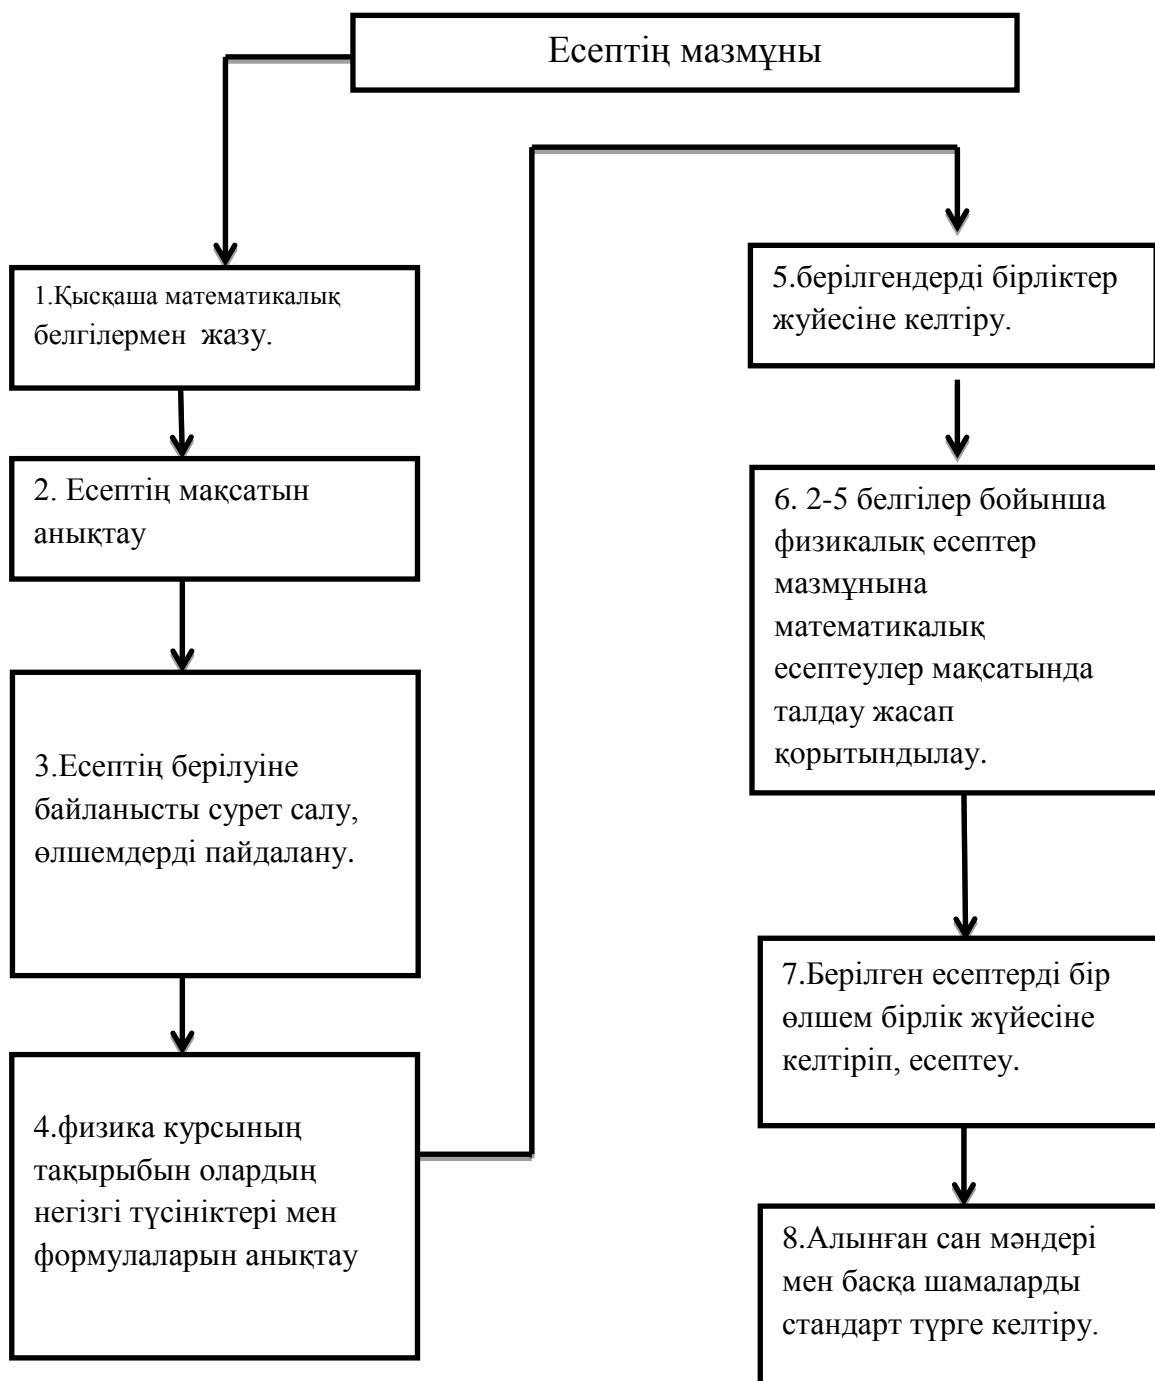 Есептің мазмұны
1.Қысқаша математикалық
белгілермен жазу.
2. Есептің мақсатын
анықтау
3.Есептің берілуіне
байланысты сурет салу,
өлшемдерді пайдалану.
4.физика курсының
тақырыбын олардың
негізгі түсініктері мен
формулаларын анықтау
5.берілгендерді бірліктер
жуйесіне келтіру.
6. 2-5 белгілер бойынша
физикалық есептер
мазмұнына
математикалық
есептеулер мақсатында
талдау жасап
қорытындылау.
7.Берілген есептерді бір
өлшем бірлік жүйесіне
келтіріп, есептеу.
8.Алынған сан мәндері
мен басқа шамаларды
стандарт түрге келтіру.